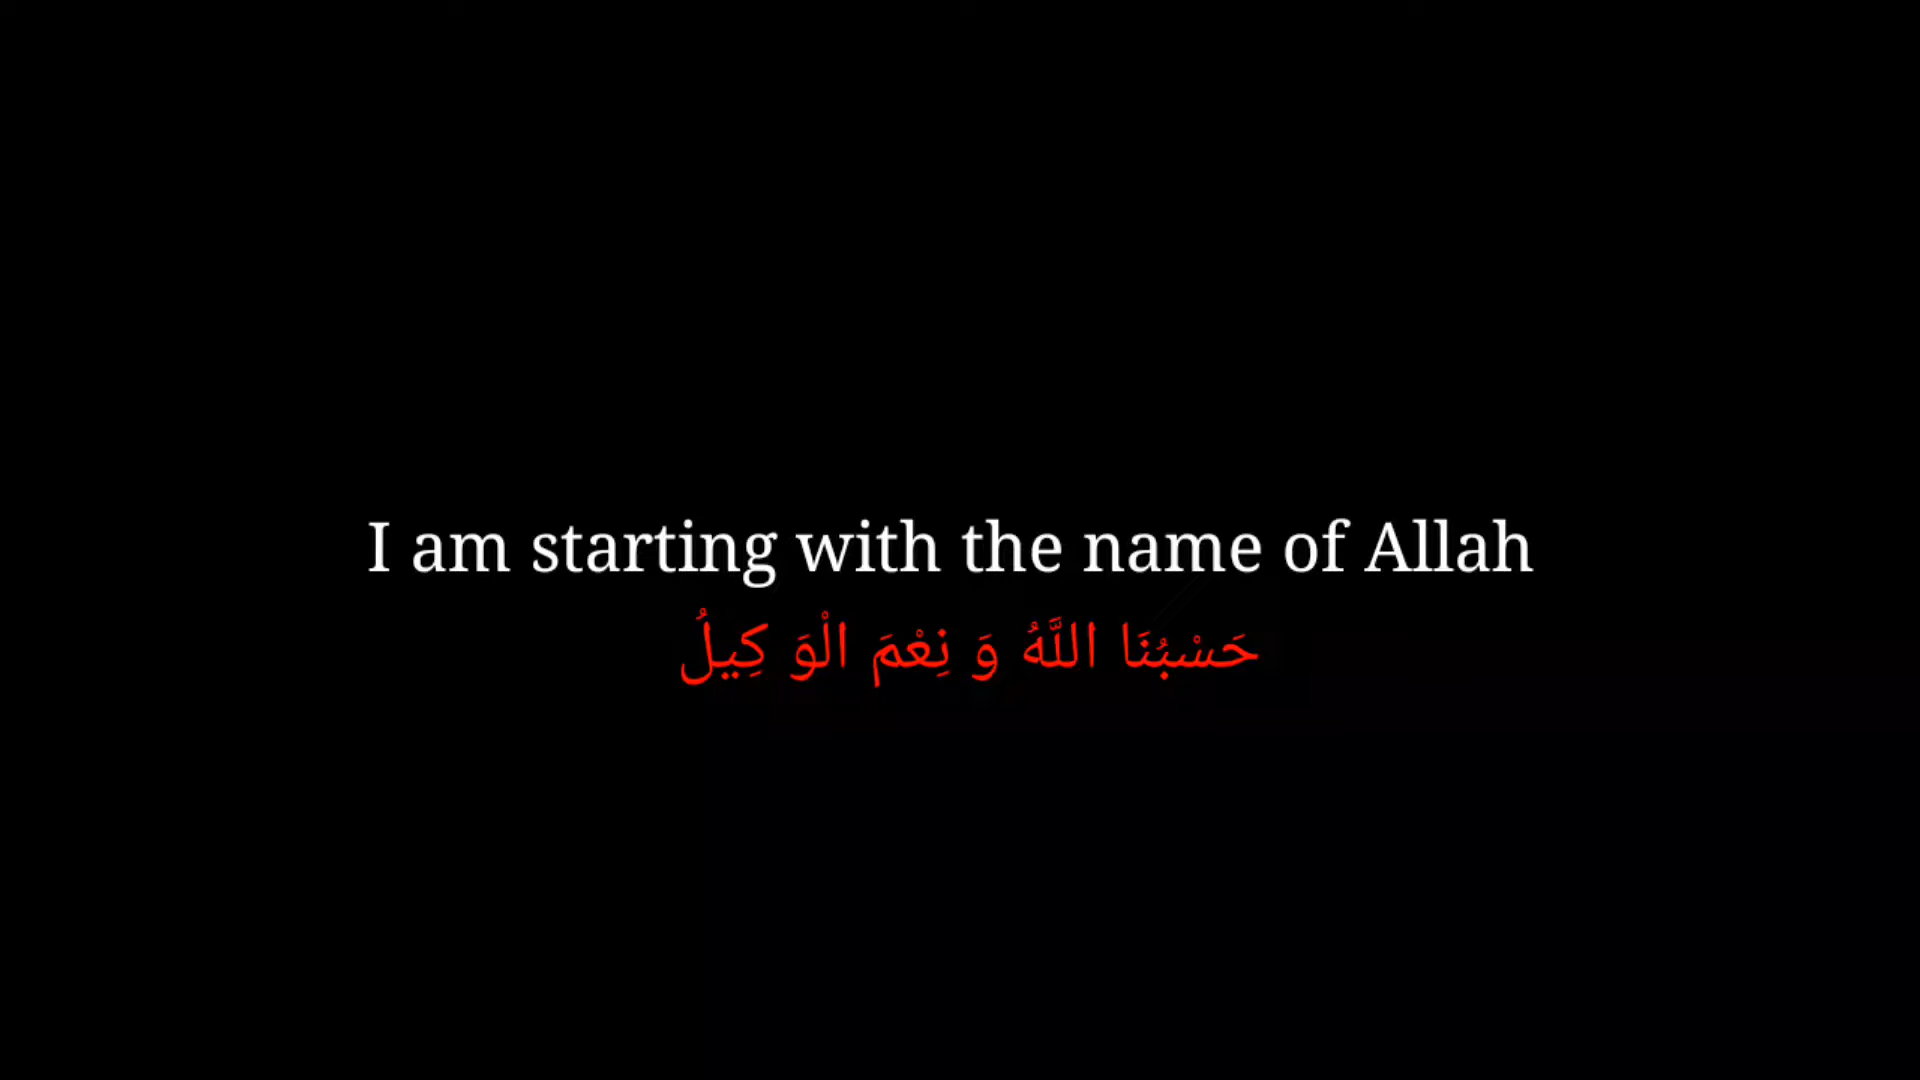 I am starting with the name of Allah
حَسْبُنَا اللَّهُ وَ نِعْمَ الْوَ كِيلُ